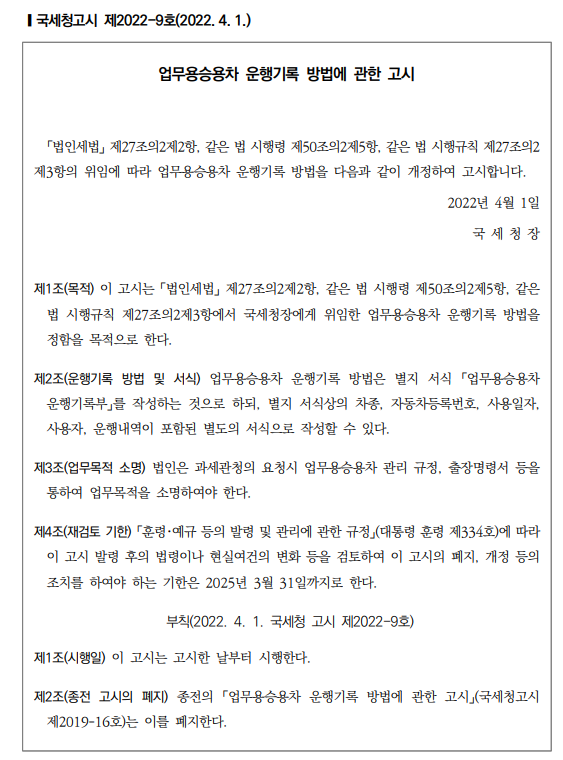 ▌국세청고시 제2022-9호(2022. 4. 1.)
업무용승용차 운행기록 방법에 관한 고시
「법인세법」 제27조의2제2항, 같은 법 시행령 제50조의2제5항, 같은 법 시행규칙 제27조의2
제3항의 위임에 따라 업무용승용차 운행기록 방법을 다음과 같이 개정하여 고시합니다.
2022년 4월 1일
국 세 청 장
제1조(목적) 이 고시는 「법인세법」 제27조의2제2항, 같은 법 시행령 제50조의2제5항, 같은
법 시행규칙 제27조의2제3항에서 국세청장에게 위임한 업무용승용차 운행기록 방법을
정함을 목적으로 한다.
제2조(운행기록 방법 및 서식) 업무용승용차 운행기록 방법은 별지 서식 「업무용승용차
운행기록부」를 작성하는 것으로 하되, 별지 서식상의 차종, 자동차등록번호, 사용일자,
사용자, 운행내역이 포함된 별도의 서식으로 작성할 수 있다.
제3조(업무목적 소명) 법인은 과세관청의 요청시 업무용승용차 관리 규정, 출장명령서 등을
통하여 업무목적을 소명하여야 한다.
제4조(재검토 기한) 「훈령·예규 등의 발령 및 관리에 관한 규정」(대통령 훈령 제334호)에 따라
이 고시 발령 후의 법령이나 현실여건의 변화 등을 검토하여 이 고시의 폐지, 개정 등의
조치를 하여야 하는 기한은 2025년 3월 31일까지로 한다.
부칙(2022. 4. 1. 국세청 고시 제2022-9호)
제1조(시행일) 이 고시는 고시한 날부터 시행한다.
제2조(종전 고시의 폐지) 종전의 「업무용승용차 운행기록 방법에 관한 고시」(국세청고시
제2019-16호)는 이를 폐지한다.